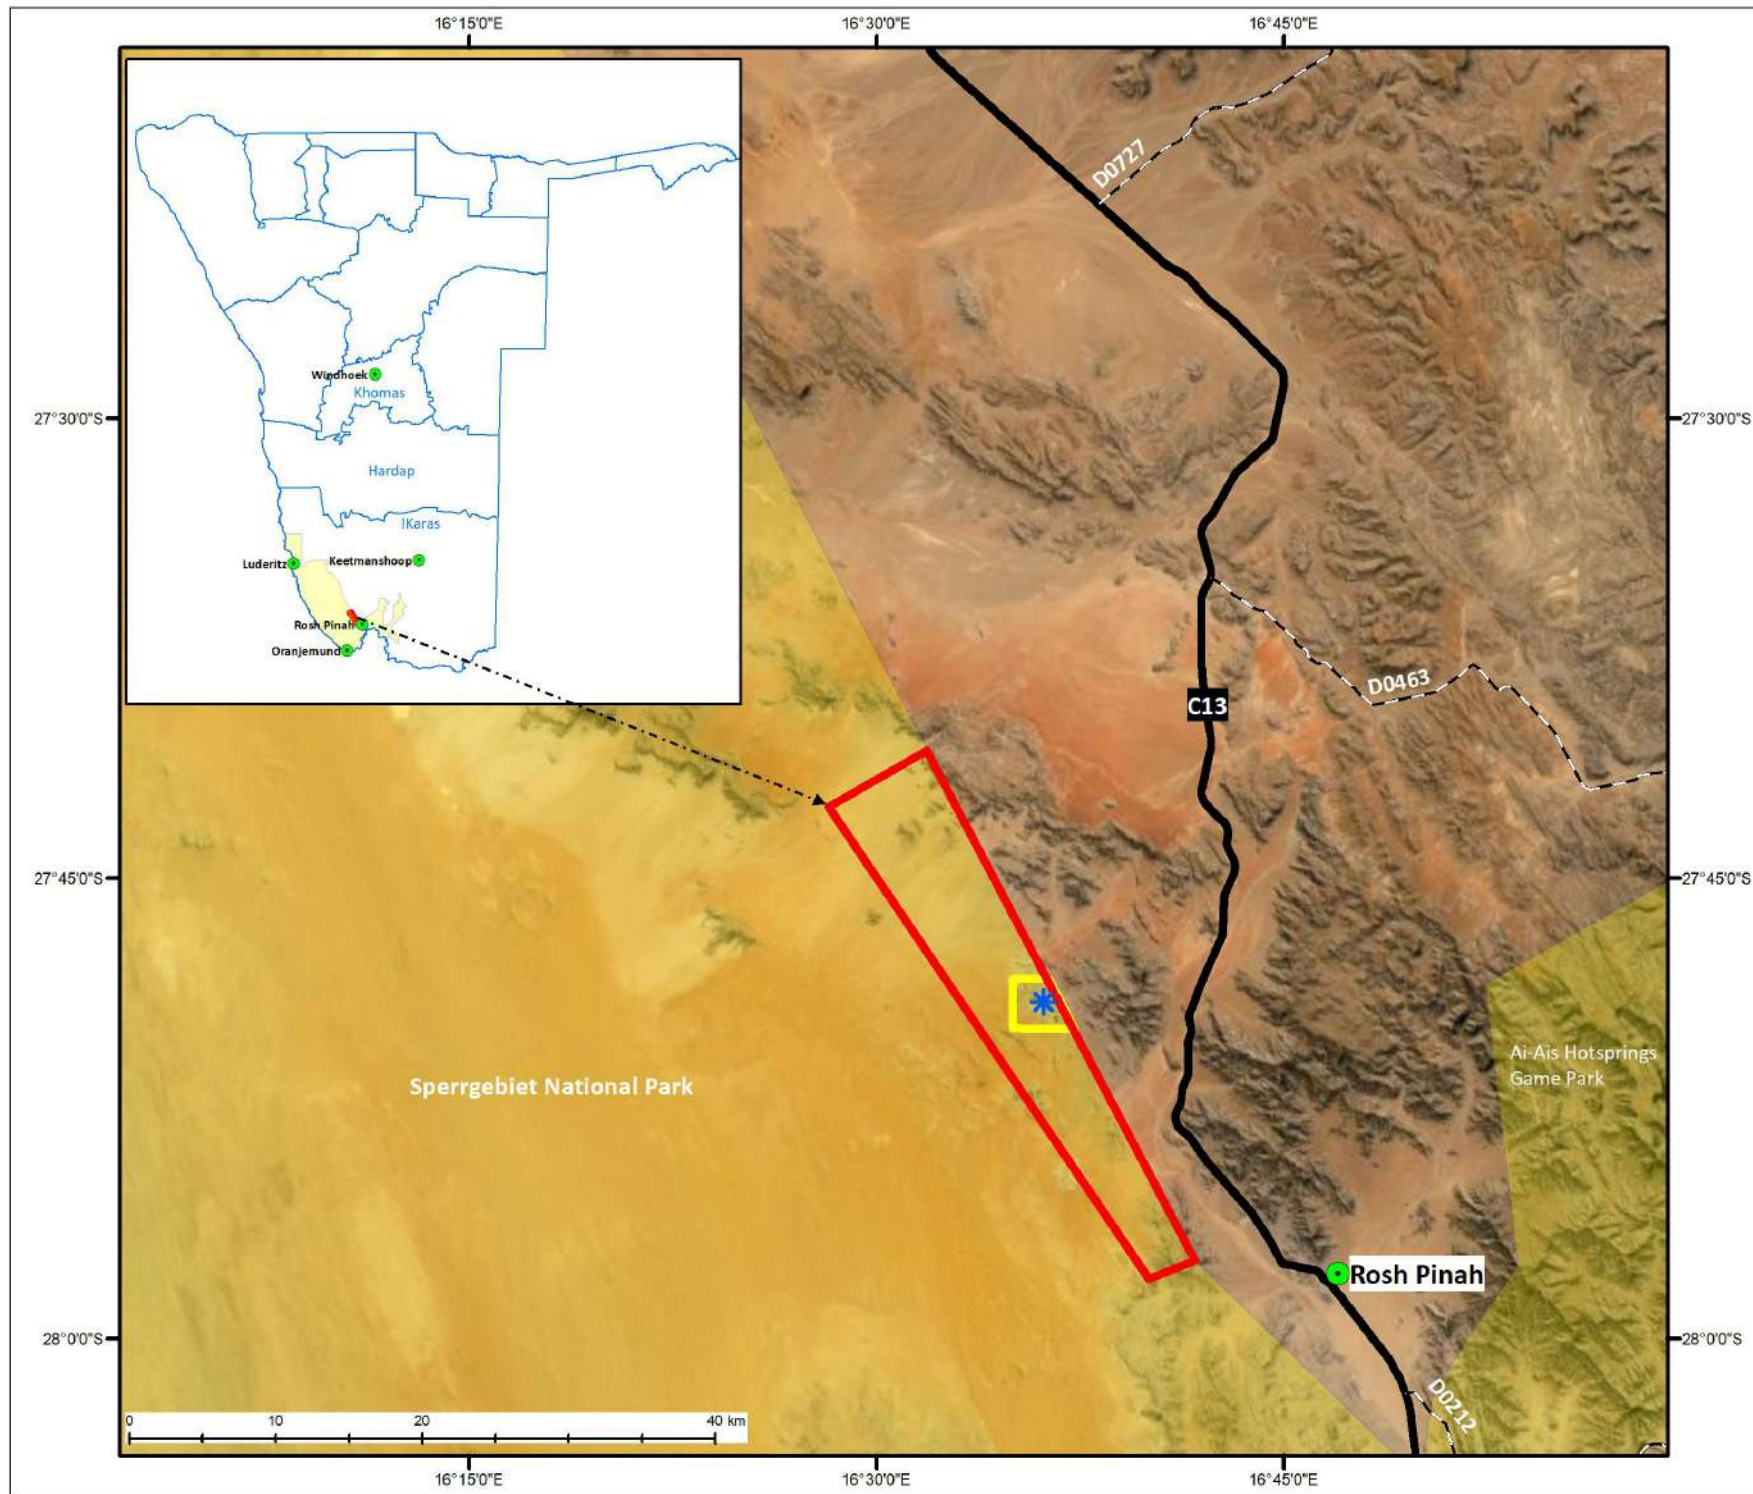 16°15'0"E
16°30'0"E
16°45'0"E
D0727
Windhoek
Khomas
27°30'0"S
27°30'0"S
Hardap
!Karas
Luderitz
Keetmanshoop
Rosh Pinah
Oranjemund
D0463
C13
27°45'0"S
27°45'0"S
Ai-Ais Hotsprings
Game Park
Sperrgebiet National Park
Rosh Pinah
28°0'0"S
28°0'0"S
D0212
0 10 20 40 km
16°15'0"E
16°30'0"E
16°45'0"E